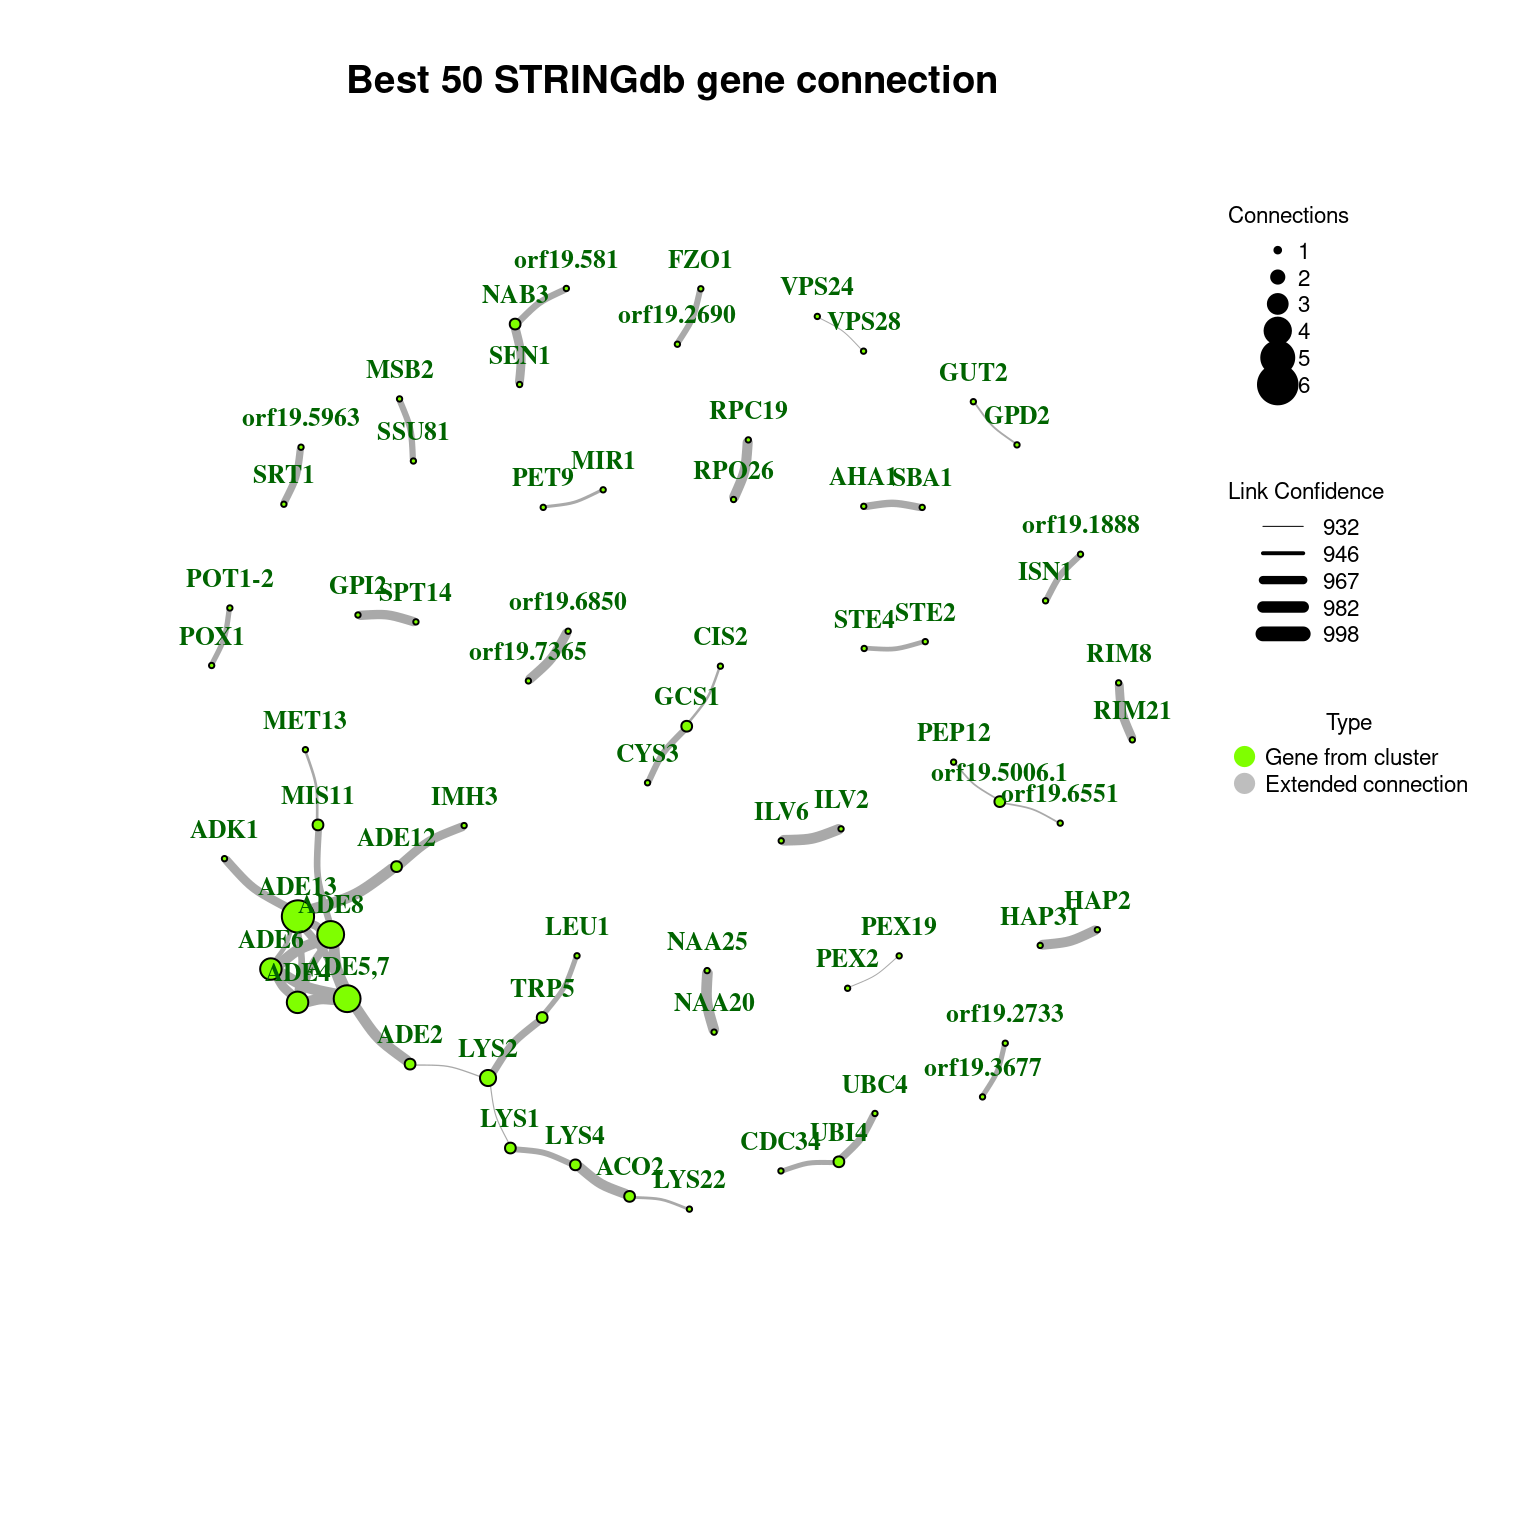 Best 50 STRINGdb gene connection
Connections
1
2
3
4
5
6
Link Confidence
932
946
967
982
998
Type
Gene from cluster
Extended connection
orf19.581
FZO1
NAB3
VPS24
orf19.2690
VPS28
SEN1
MSB2
GUT2
orf19.5963
SSU81
RPC19
GPD2
SRT1
PET9
MIR1
RPO26
AHA1
SBA1
orf19.1888
ISN1
POT1-2
GPI2
SPT14
orf19.6850
STE4
STE2
POX1
orf19.7365
CIS2
RIM8
GCS1
RIM21
MET13
CYS3
PEP12
orf19.5006.1
orf19.6551
MIS11
IMH3
ILV6
ILV2
ADK1
ADE12
ADE13
ADE8
ADE6
ADE4
ADE5,7
LEU1
NAA25
PEX19
HAP31
HAP2
PEX2
TRP5
NAA20
orf19.2733
ADE2
LYS2
orf19.3677
UBC4
LYS1
LYS4
CDC34
UBI4
ACO2
LYS22